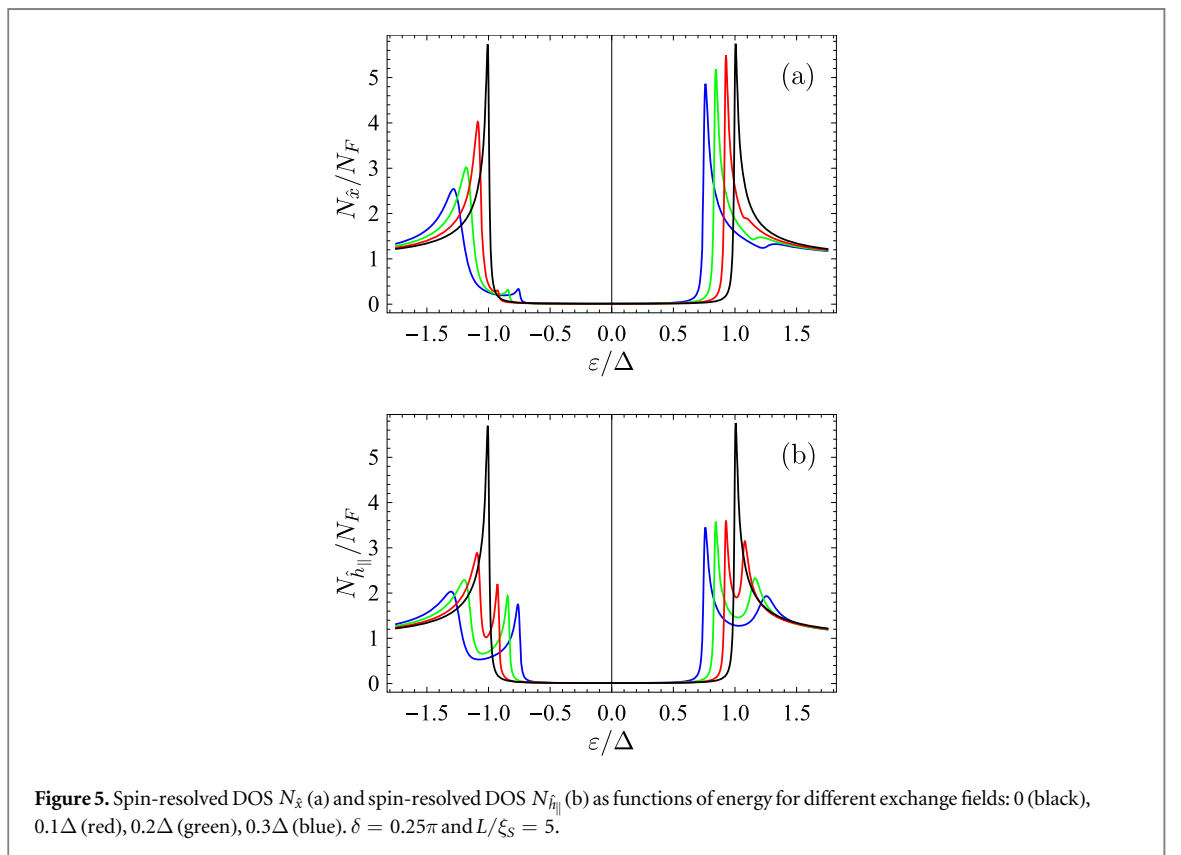 (a)
5
4
3
2
1
0
N_x̂/N_F
−1.5 −1.0 −0.5 0.0 0.5 1.0 1.5
ε/Δ
(b)
5
4
3
2
1
0
N_ĥ∥/N_F
−1.5 −1.0 −0.5 0.0 0.5 1.0 1.5
ε/Δ
Figure 5. Spin-resolved DOS N_x̂ (a) and spin-resolved DOS N_ĥ∥ (b) as functions of energy for different exchange fields: 0 (black),
0.1Δ (red), 0.2Δ (green), 0.3Δ (blue). δ = 0.25π and L/ξ_S = 5.